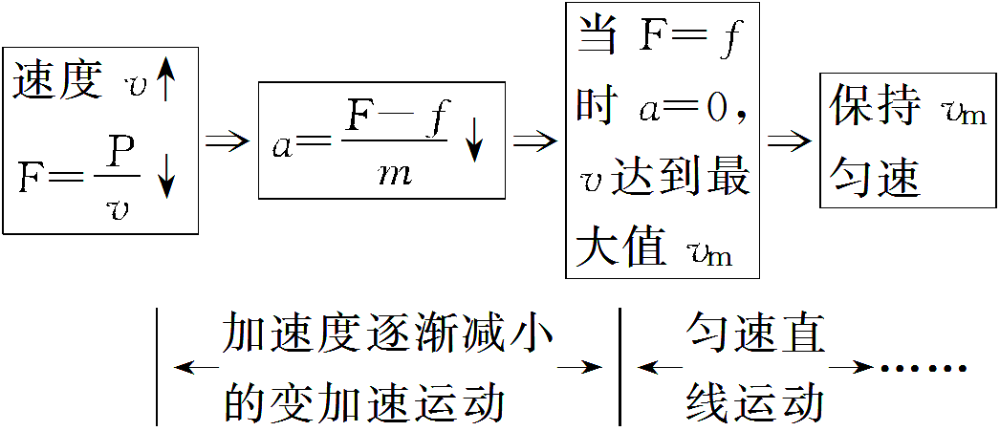 速度 v↑
F=P/v↓
⇒
a=(F-f)/m↓
⇒
当 F=f
时 a=0,
v达到最
大值 vm
⇒
保持 vm
匀速
加速度逐渐减小
的变加速运动
匀速直
线运动
……